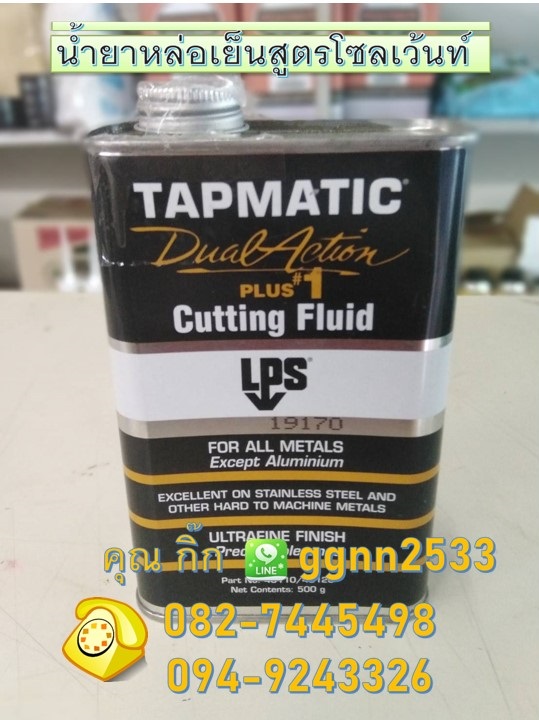 น้ำยาหล่อเย็นสูตรโซลเว้นท์
TAPMATIC®
Dual Action
PLUS #1
Cutting Fluid
LPS®
19170
FOR ALL METALS
Except Aluminium
EXCELLENT ON STAINLESS STEEL AND
OTHER HARD TO MACHINE METALS
ULTRAFINE FINISH
คุณ กิ๊ก LINE ggnn2533
Part No.
Net Contents: 500 g
082-7445498
094-9243326